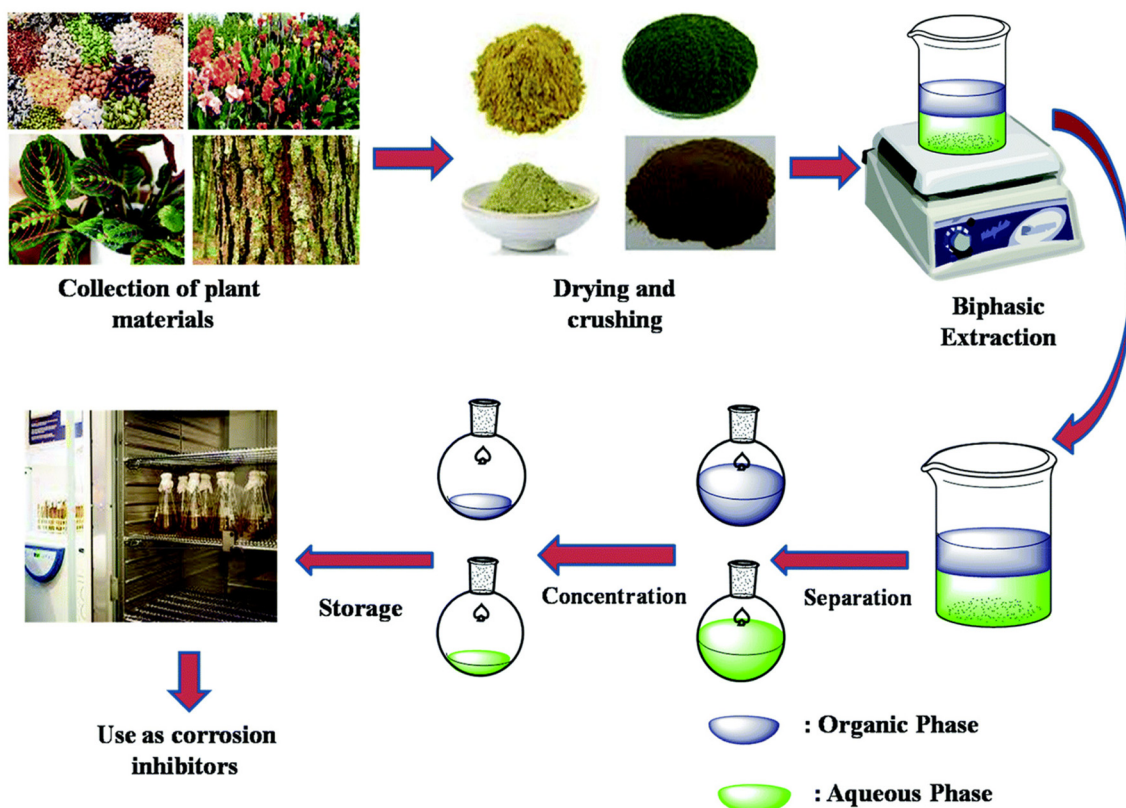 Collection of plant
materials
Drying and
crushing
Biphasic
Extraction
Storage
Concentration
Separation
Use as corrosion
inhibitors
: Organic Phase
: Aqueous Phase